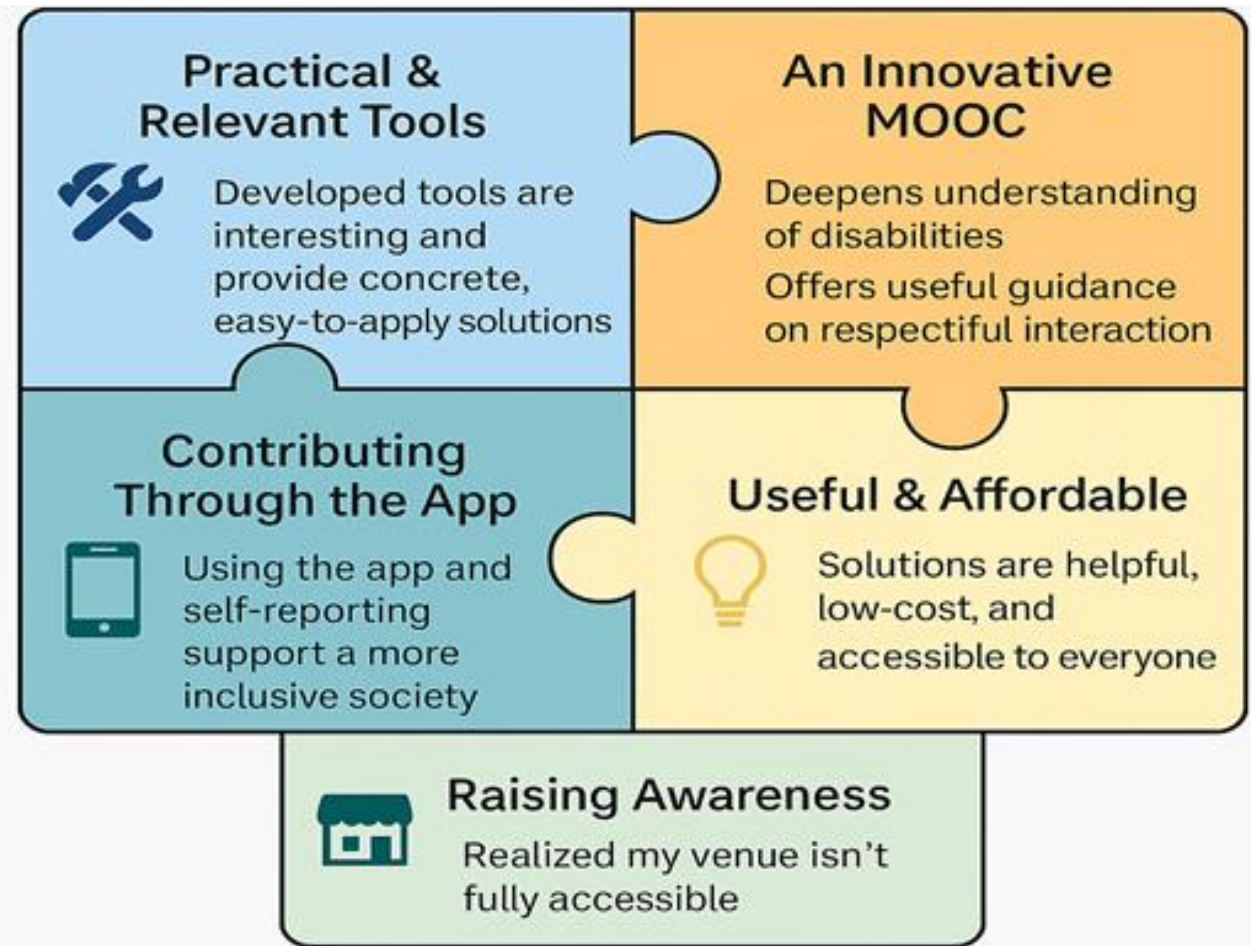 Practical &
Relevant Tools
Developed tools are
interesting and
provide concrete,
easy-to-apply solutions
An Innovative
MOOC
Deepens understanding
of disabilities
Offers useful guidance
on respectiful interaction
Contributing
Through the App
Using the app and
self-reporting
support a more
inclusive society
Useful & Affordable
Solutions are helpful,
low-cost, and
accessible to everyone
Raising Awareness
Realized my venue isn’t
fully accessible